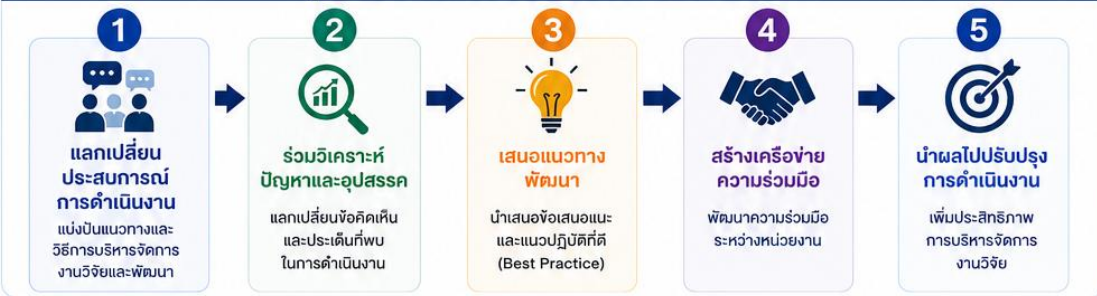 1
แลกเปลี่ยน
ประสบการณ์
การดำเนินงาน
แบ่งปันแนวทางและ
วิธีการบริหารจัดการ
งานวิจัยและพัฒนา
2
ร่วมวิเคราะห์
ปัญหาและอุปสรรค
แลกเปลี่ยนข้อคิดเห็น
และประเด็นที่พบ
ในการดำเนินงาน
3
เสนอแนวทาง
พัฒนา
นำเสนอข้อเสนอแนะ
และแนวปฏิบัติที่ดี
(Best Practice)
4
สร้างเครือข่าย
ความร่วมมือ
พัฒนาความร่วมมือ
ระหว่างหน่วยงาน
5
นำผลไปปรับปรุง
การดำเนินงาน
เพิ่มประสิทธิภาพ
การบริหารจัดการ
งานวิจัย